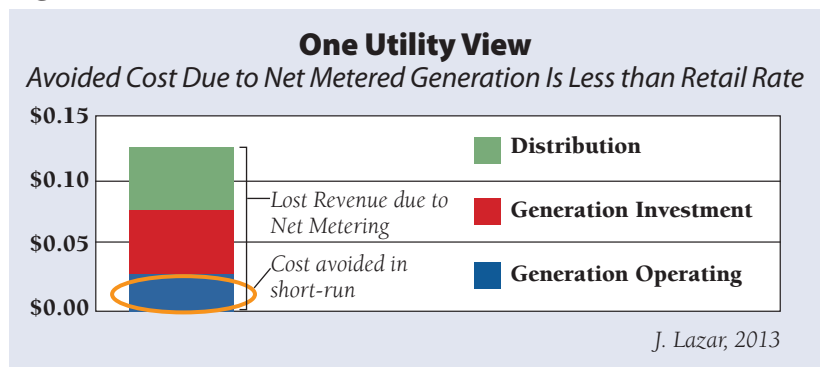 One Utility View
Avoided Cost Due to Net Metered Generation Is Less than Retail Rate
$0.15
$0.10
$0.05
$0.00
Lost Revenue due to
Net Metering
Cost avoided in
short-run
Distribution
Generation Investment
Generation Operating
J. Lazar, 2013